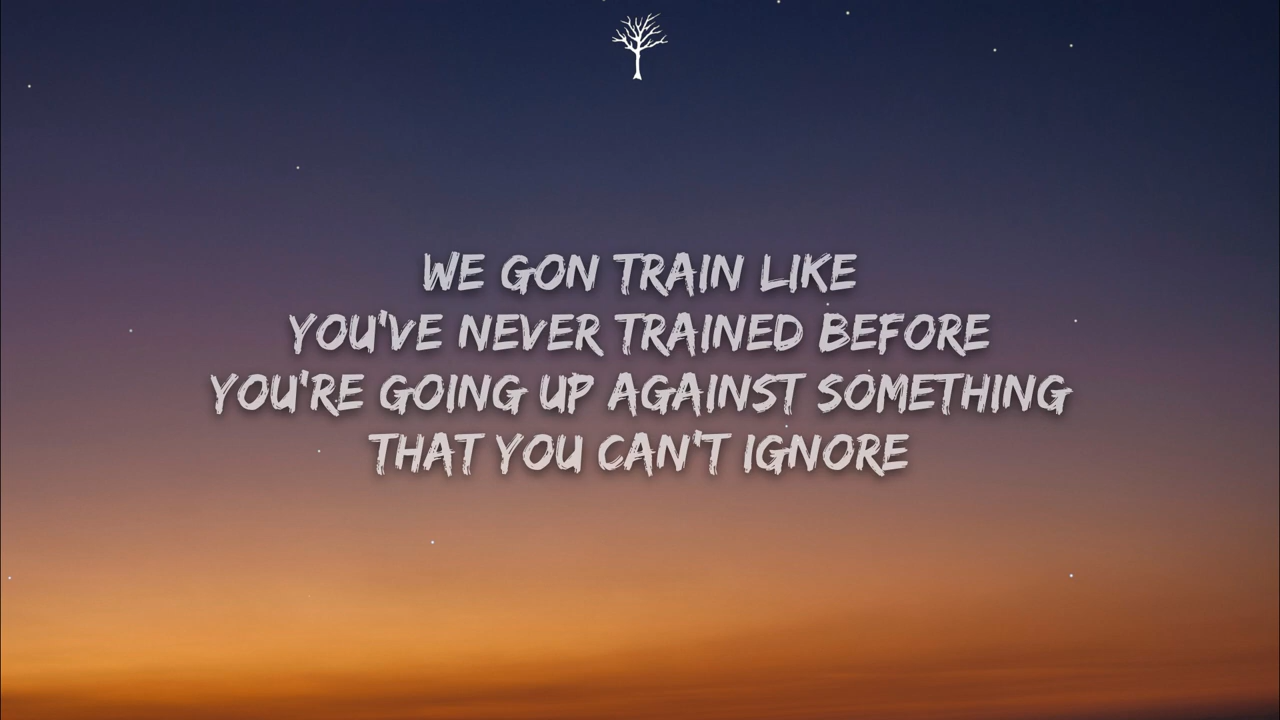 WE GON TRAIN LIKE
YOU'VE NEVER TRAINED BEFORE
YOU'RE GOING UP AGAINST SOMETHING
THAT YOU CAN'T IGNORE